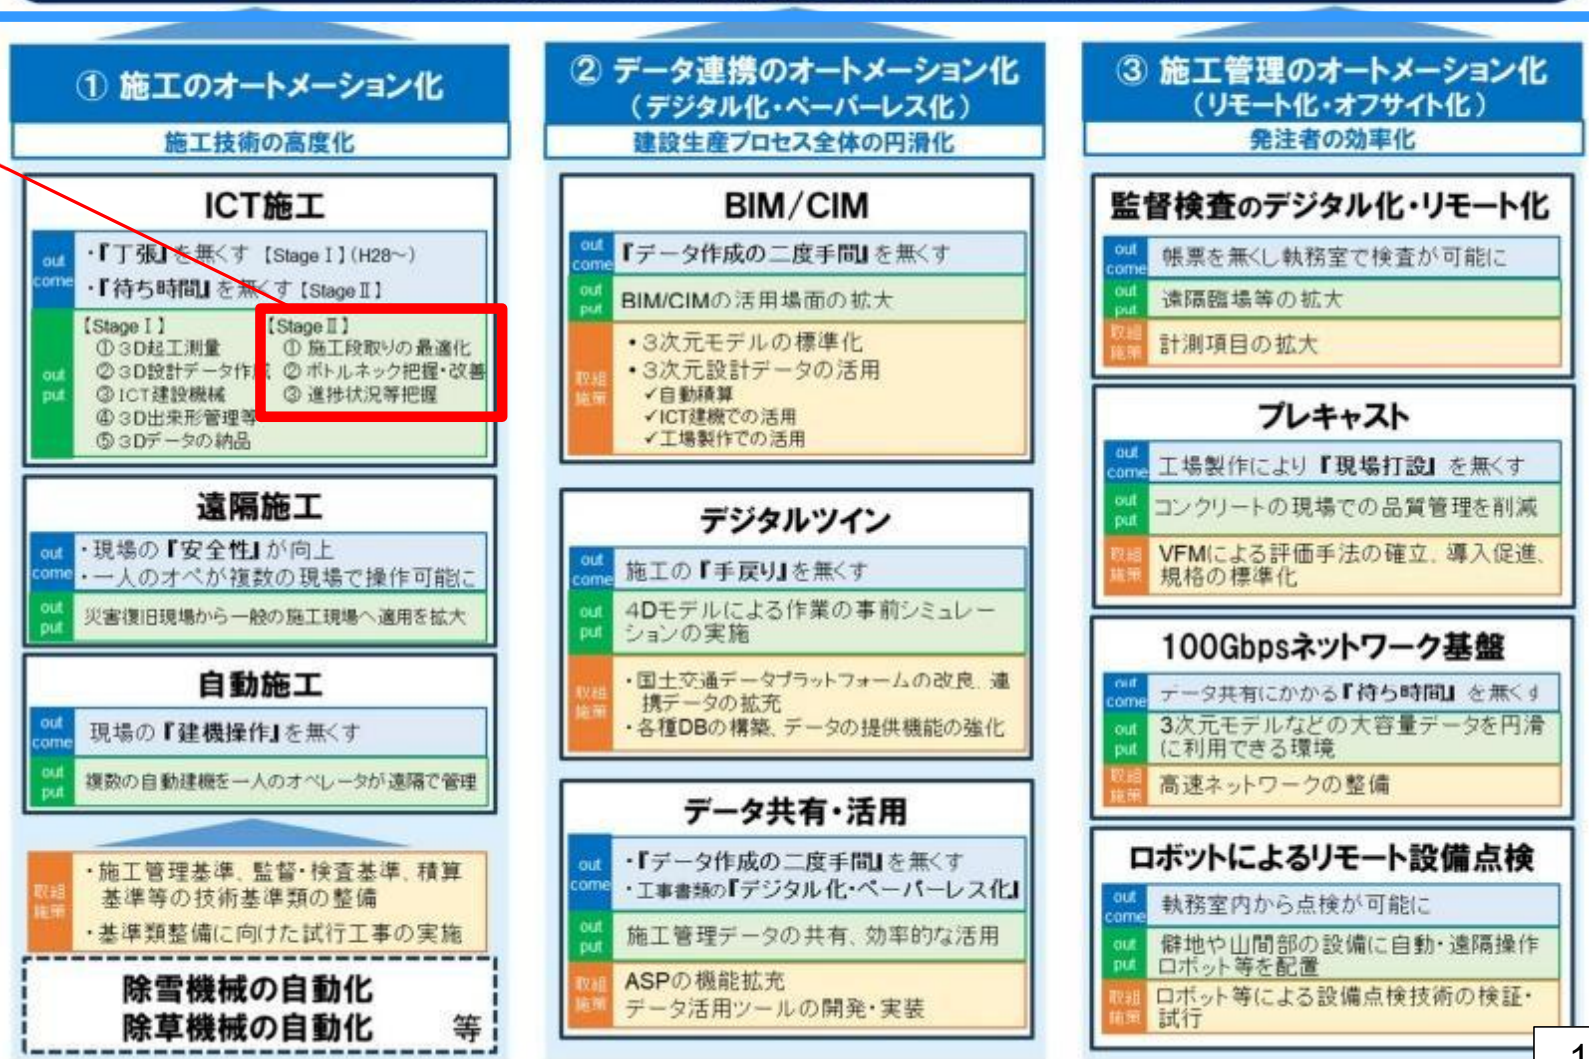 ① 施工のオートメーション化
施工技術の高度化
ICT施工
out come
・『丁張』を無くす 【Stage Ⅰ】(H28～)
・『待ち時間』を無くす【Stage Ⅱ】
out put
【Stage Ⅰ】
①3D起工測量
②3D設計データ作成
③ICT建設機械
④3D出来形管理等
⑤3Dデータの納品
【Stage Ⅱ】
① 施工段取りの最適化
② ボトルネック把握・改善
③ 進捗状況等把握
遠隔施工
out come
・現場の『安全性』が向上
・一人のオペが複数の現場で操作可能に
out put
災害復旧現場から一般の施工現場へ適用を拡大
自動施工
out come
現場の『建機操作』を無くす
out put
複数の自動建機を一人のオペレータが遠隔で管理
取組施策
・施工管理基準、監督・検査基準、積算
基準等の技術基準類の整備
・基準類整備に向けた試行工事の実施
除雪機械の自動化
除草機械の自動化 等
② データ連携のオートメーション化
（デジタル化・ペーパーレス化）
建設生産プロセス全体の円滑化
BIM/CIM
out come
『データ作成の二度手間』を無くす
out put
BIM/CIMの活用場面の拡大
取組施策
•3次元モデルの標準化
•3次元設計データの活用
✓自動積算
✓ICT建機での活用
✓工場製作での活用
デジタルツイン
out come
施工の『手戻り』を無くす
out put
4Dモデルによる作業の事前シミュレー
ションの実施
取組施策
・国土交通データプラットフォームの改良、連
携データの拡充
・各種DBの構築、データの提供機能の強化
データ共有・活用
out come
・『データ作成の二度手間』を無くす
・工事書類の『デジタル化・ペーパーレス化』
out put
施工管理データの共有、効率的な活用
取組施策
ASPの機能拡充
データ活用ツールの開発・実装
③ 施工管理のオートメーション化
（リモート化・オフサイト化）
発注者の効率化
監督検査のデジタル化・リモート化
out come
帳票を無くし執務室で検査が可能に
out put
遠隔臨場等の拡大
取組施策
計測項目の拡大
プレキャスト
out come
工場製作により『現場打設』を無くす
out put
コンクリートの現場での品質管理を削減
取組施策
VFMによる評価手法の確立、導入促進、
規格の標準化
100Gbpsネットワーク基盤
out come
データ共有にかかる『待ち時間』を無くす
out put
3次元モデルなどの大容量データを円滑
に利用できる環境
取組施策
高速ネットワークの整備
ロボットによるリモート設備点検
out come
執務室内から点検が可能に
out put
僻地や山間部の設備に自動・遠隔操作
ロボット等を配置
取組施策
ロボット等による設備点検技術の検証・
試行